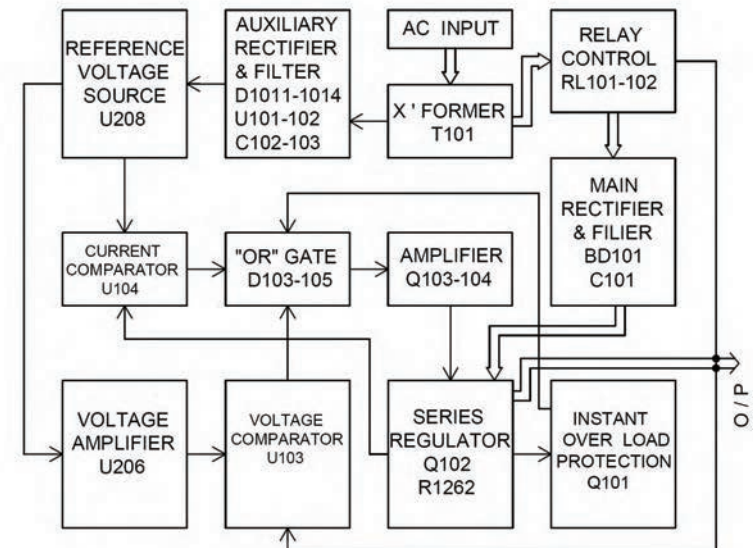 REFERENCE
VOLTAGE
SOURCE
U208
AUXILIARY
RECTIFIER
& FILTER
D1011-1014
U101-102
C102-103
AC INPUT
X ' FORMER
T101
RELAY
CONTROL
RL101-102
MAIN
RECTIFIER
& FILIER
BD101
C101
CURRENT
COMPARATOR
U104
"OR" GATE
D103-105
AMPLIFIER
Q103-104
VOLTAGE
AMPLIFIER
U206
VOLTAGE
COMPARATOR
U103
SERIES
REGULATOR
Q102
R1262
INSTANT
OVER LOAD
PROTECTION
Q101
O / P